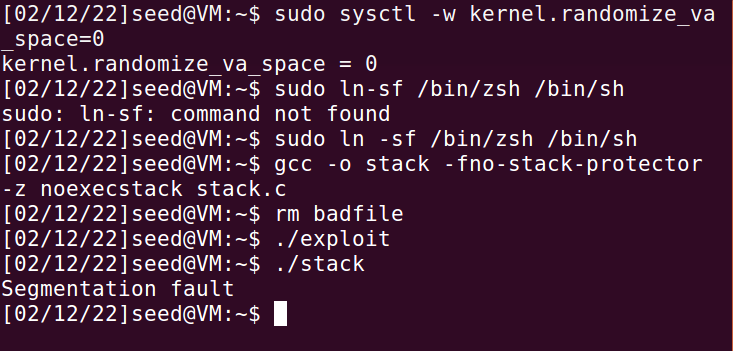 [02/12/22]seed@VM:~$ sudo sysctl -w kernel.randomize_va
_space=0
kernel.randomize_va_space = 0
[02/12/22]seed@VM:~$ sudo ln-sf /bin/zsh /bin/sh
sudo: ln-sf: command not found
[02/12/22]seed@VM:~$ sudo ln -sf /bin/zsh /bin/sh
[02/12/22]seed@VM:~$ gcc -o stack -fno-stack-protector
-z noexecstack stack.c
[02/12/22]seed@VM:~$ rm badfile
[02/12/22]seed@VM:~$ ./exploit
[02/12/22]seed@VM:~$ ./stack
Segmentation fault
[02/12/22]seed@VM:~$